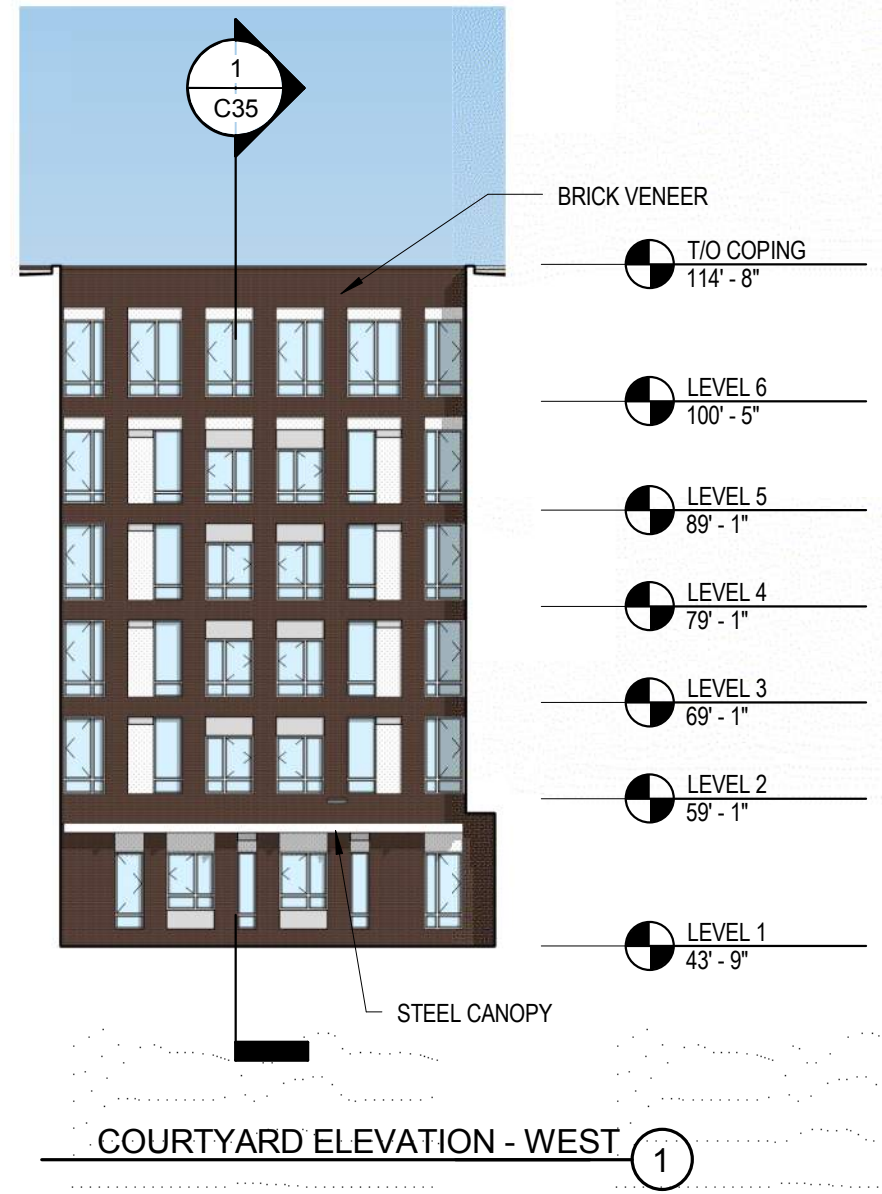 1
C35
BRICK VENEER
T/O COPING
114' - 8"
LEVEL 6
100' - 5"
LEVEL 5
89' - 1"
LEVEL 4
79' - 1"
LEVEL 3
69' - 1"
LEVEL 2
59' - 1"
LEVEL 1
43' - 9"
STEEL CANOPY
COURTYARD ELEVATION - WEST
1